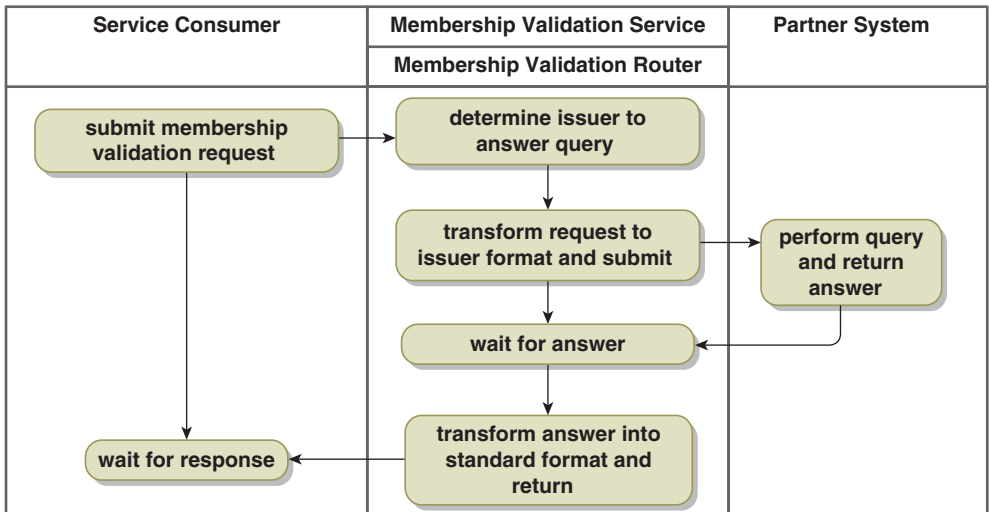 Service Consumer
Membership Validation Service
Partner System
Membership Validation Router
submit membership
validation request
determine issuer to
answer query
transform request to
issuer format and submit
perform query
and return
answer
wait for answer
transform answer into
standard format and
return
wait for response